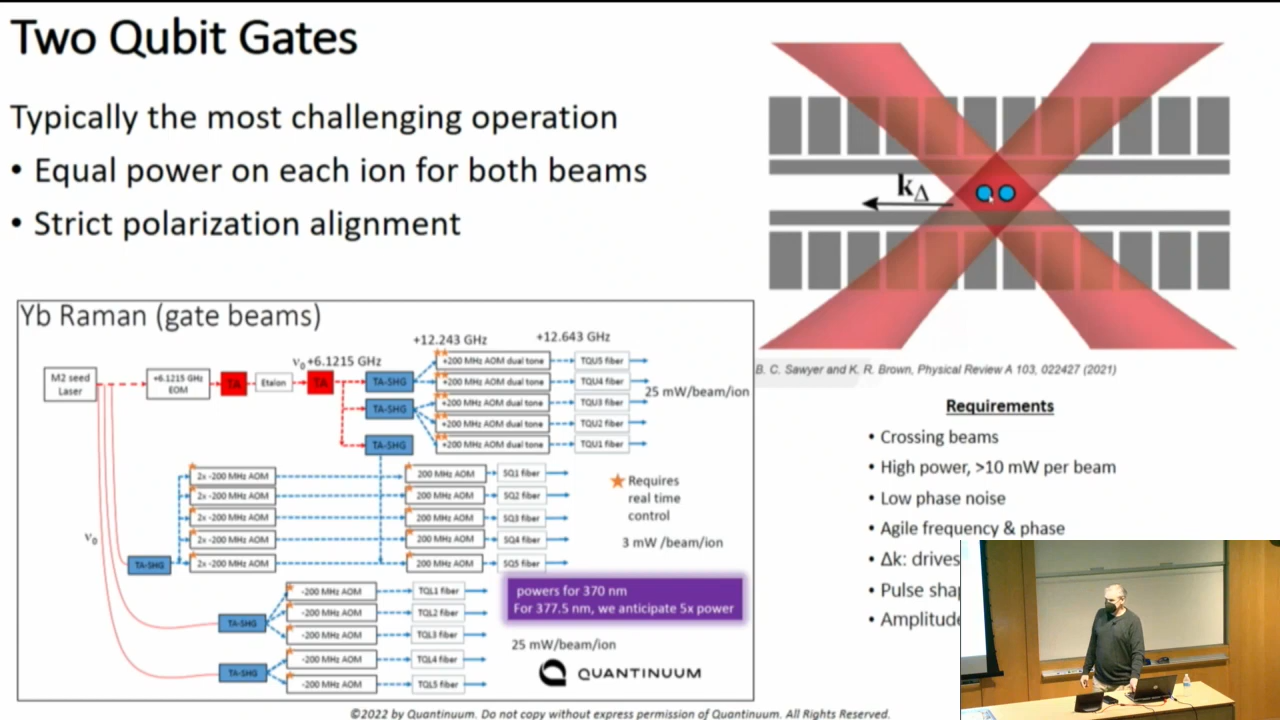 Two Qubit Gates
Typically the most challenging operation
• Equal power on each ion for both beams
• Strict polarization alignment
kΔ
B. C. Sawyer and K. R. Brown, Physical Review A 103, 022427 (2021)
Requirements
• Crossing beams
• High power, >10 mW per beam
• Low phase noise
• Agile frequency & phase
• Δk: drives
• Pulse sha
• Amplitude
Yb Raman (gate beams)
+12.243 GHz
+12.643 GHz
ν0 +6.1215 GHz
M2 seed
Laser
+6.1215 GHz
EOM
TA
Etalon
TA
TA-SHG
TA-SHG
TA-SHG
+200 MHz AOM dual tone
TQU5 fiber
+200 MHz AOM dual tone
TQU4 fiber
+200 MHz AOM dual tone
TQU3 fiber
+200 MHz AOM dual tone
TQU2 fiber
+200 MHz AOM dual tone
TQU1 fiber
25 mW/beam/ion
2x -200 MHz AOM
200 MHz AOM
SQ1 fiber
2x -200 MHz AOM
200 MHz AOM
SQ2 fiber
2x -200 MHz AOM
200 MHz AOM
SQ3 fiber
2x -200 MHz AOM
200 MHz AOM
SQ4 fiber
2x -200 MHz AOM
200 MHz AOM
SQ5 fiber
Requires
real time
control
3 mW /beam/ion
ν0
TA-SHG
TA-SHG
TA-SHG
-200 MHz AOM
TQL1 fiber
-200 MHz AOM
TQL2 fiber
-200 MHz AOM
TQL3 fiber
-200 MHz AOM
TQL4 fiber
-200 MHz AOM
TQL5 fiber
powers for 370 nm
For 377.5 nm, we anticipate 5x power
25 mW/beam/ion
QUANTINUUM
©2022 by Quantinuum. Do not copy without express permission of Quantinuum. All Rights Reserved.